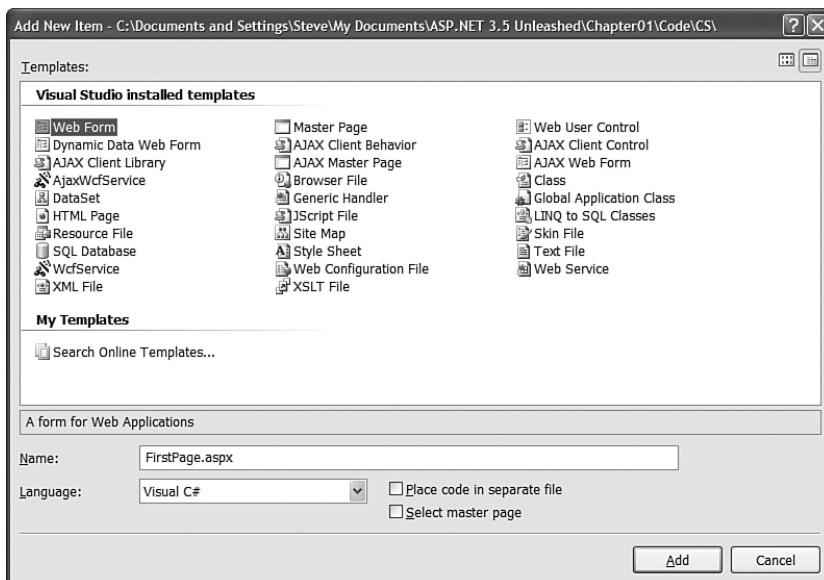 Add New Item - C:\Documents and Settings\Steve\My Documents\ASP.NET 3.5 Unleashed\Chapter01\Code\CS\
Templates:
Visual Studio installed templates
Web Form Master Page Web User Control
Dynamic Data Web Form AJAX Client Behavior AJAX Client Control
AJAX Client Library AJAX Master Page AJAX Web Form
AjaxWcfService Browser File Class
DataSet Generic Handler Global Application Class
HTML Page JScript File LINQ to SQL Classes
Resource File Site Map Skin File
SQL Database Style Sheet Text File
WcfService Web Configuration File Web Service
XML File XSLT File
My Templates
Search Online Templates...
A form for Web Applications
Name: FirstPage.aspx
Language: Visual C# Place code in separate file
Select master page
Add Cancel